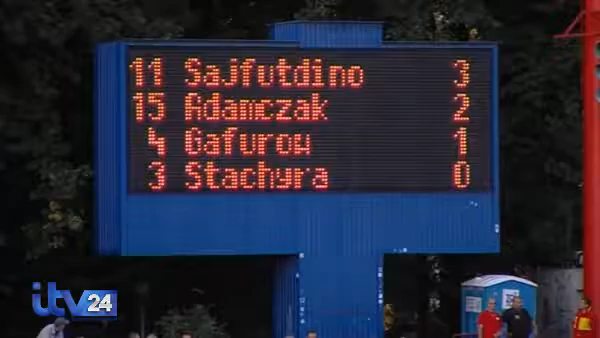 11 Sajfutdino 3
15 Adamczak 2
4 Gafurow 1
3 Stachyra 0
itv24